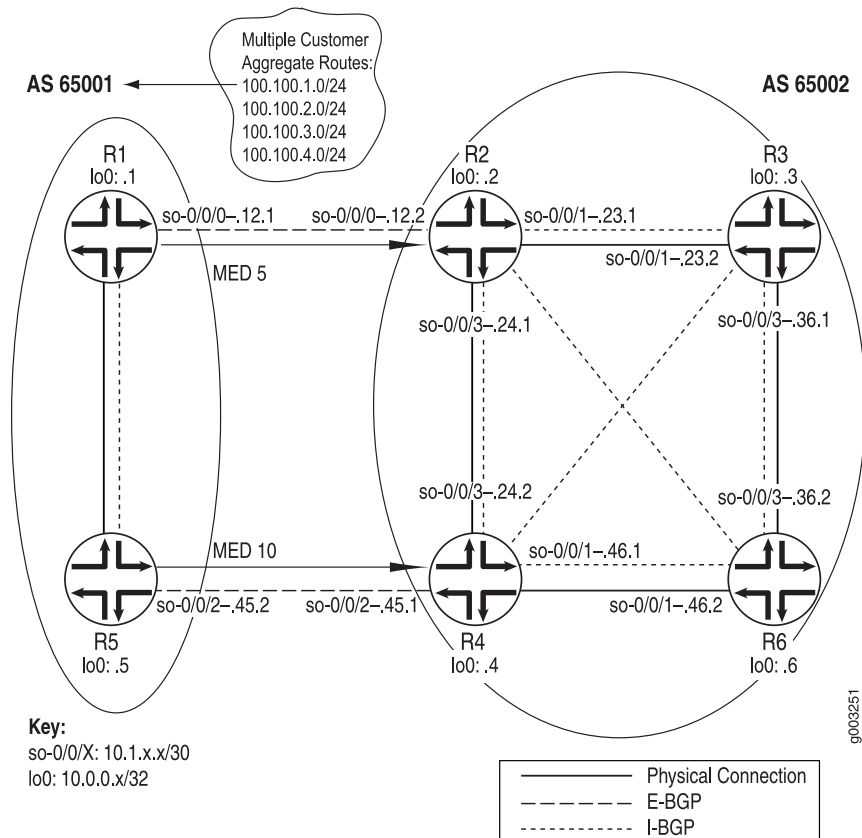 Multiple Customer
Aggregate Routes:
100.100.1.0/24
100.100.2.0/24
100.100.3.0/24
100.100.4.0/24
AS 65001
AS 65002
R1
lo0: .1
R2
lo0: .2
R3
lo0: .3
so-0/0/0–.12.1
so-0/0/0–.12.2
so-0/0/1–.23.1
MED 5
so-0/0/1–.23.2
so-0/0/3–.24.1
so-0/0/3–.36.1
so-0/0/3–.24.2
so-0/0/3–.36.2
MED 10
so-0/0/1–.46.1
so-0/0/2–.45.2
so-0/0/2–.45.1
so-0/0/1–.46.2
R5
lo0: .5
R4
lo0: .4
R6
lo0: .6
Key:
so-0/0/X: 10.1.x.x/30
lo0: 10.0.0.x/32
Physical Connection
E-BGP
I-BGP
g003251